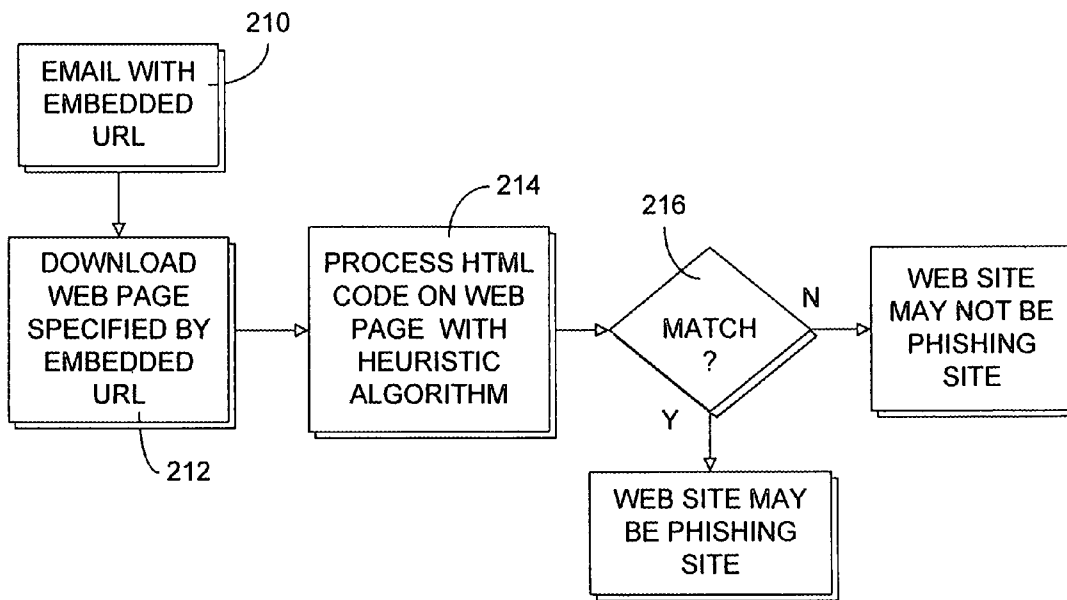 210
EMAIL WITH
EMBEDDED
URL
DOWNLOAD
WEB PAGE
SPECIFIED BY
EMBEDDED
URL
212
214
PROCESS HTML
CODE ON WEB
PAGE WITH
HEURISTIC
ALGORITHM
216
MATCH
?
N
Y
WEB SITE
MAY NOT BE
PHISHING
SITE
WEB SITE MAY
BE PHISHING
SITE